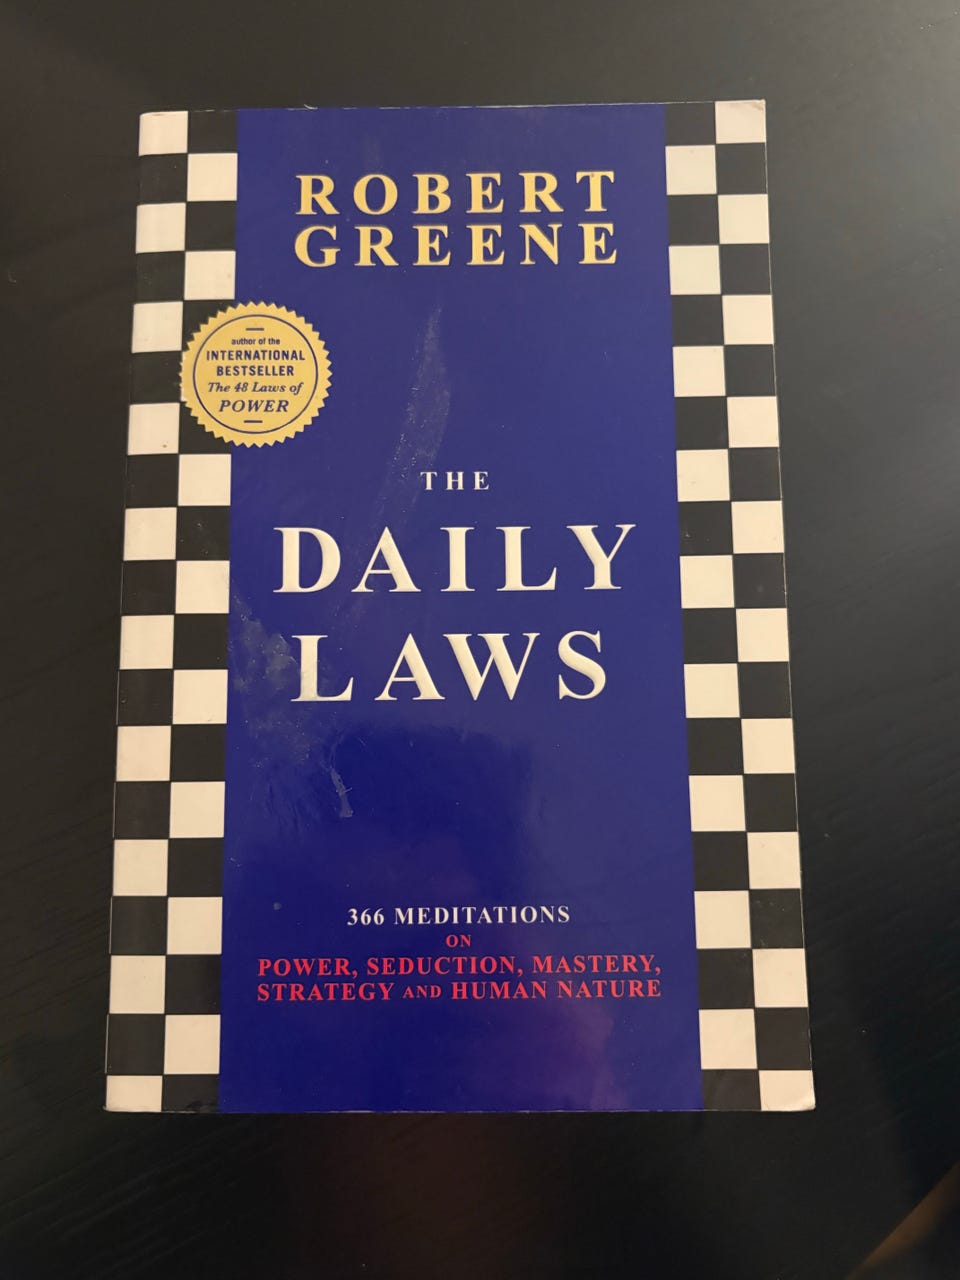 ROBERT
GREENE
author of the
INTERNATIONAL
BESTSELLER
The 48 Laws of
POWER
THE
DAILY
LAWS
366 MEDITATIONS
ON
POWER, SEDUCTION, MASTERY,
STRATEGY AND HUMAN NATURE